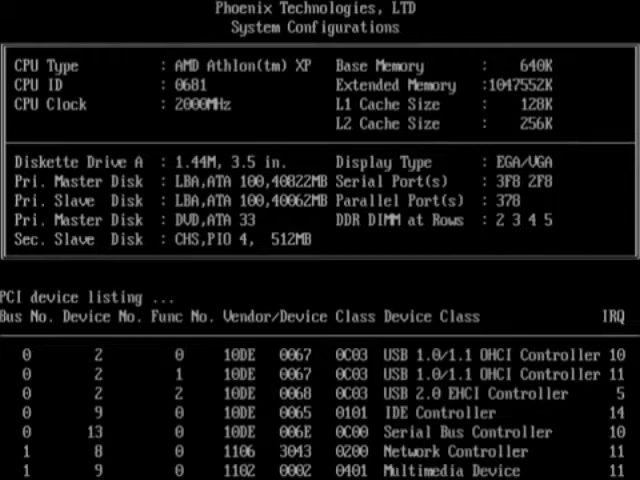 Phoenix Technologies, LTD
System Configurations
CPU Type : AMD Athlon(tm) XP Base Memory : 640K
CPU ID : 0681 Extended Memory :1047552K
CPU Clock : 2000MHz L1 Cache Size : 128K
L2 Cache Size : 256K
Diskette Drive A : 1.44M, 3.5 in. Display Type : EGA/VGA
Pri. Master Disk : LBA,ATA 100,40822MB Serial Port(s) : 3F8 2F8
Pri. Slave Disk : LBA,ATA 100,40062MB Parallel Port(s) : 378
Pri. Master Disk : DVD,ATA 33 DDR DIMM at Rows : 2 3 4 5
Sec. Slave Disk : CHS,PIO 4, 512MB
PCI device listing ...
Bus No. Device No. Func No. Vendor/Device Class Device Class IRQ
0 2 0 10DE 0067 0C03 USB 1.0/1.1 OHCI Controller 10
0 2 1 10DE 0067 0C03 USB 1.0/1.1 OHCI Controller 11
0 2 2 10DE 0068 0C03 USB 2.0 EHCI Controller 5
0 9 0 10DE 0065 0101 IDE Controller 14
0 13 0 10DE 006E 0C00 Serial Bus Controller 10
1 8 0 1106 3043 0200 Network Controller 11
1 9 0 1102 0002 0401 Multimedia Device 11